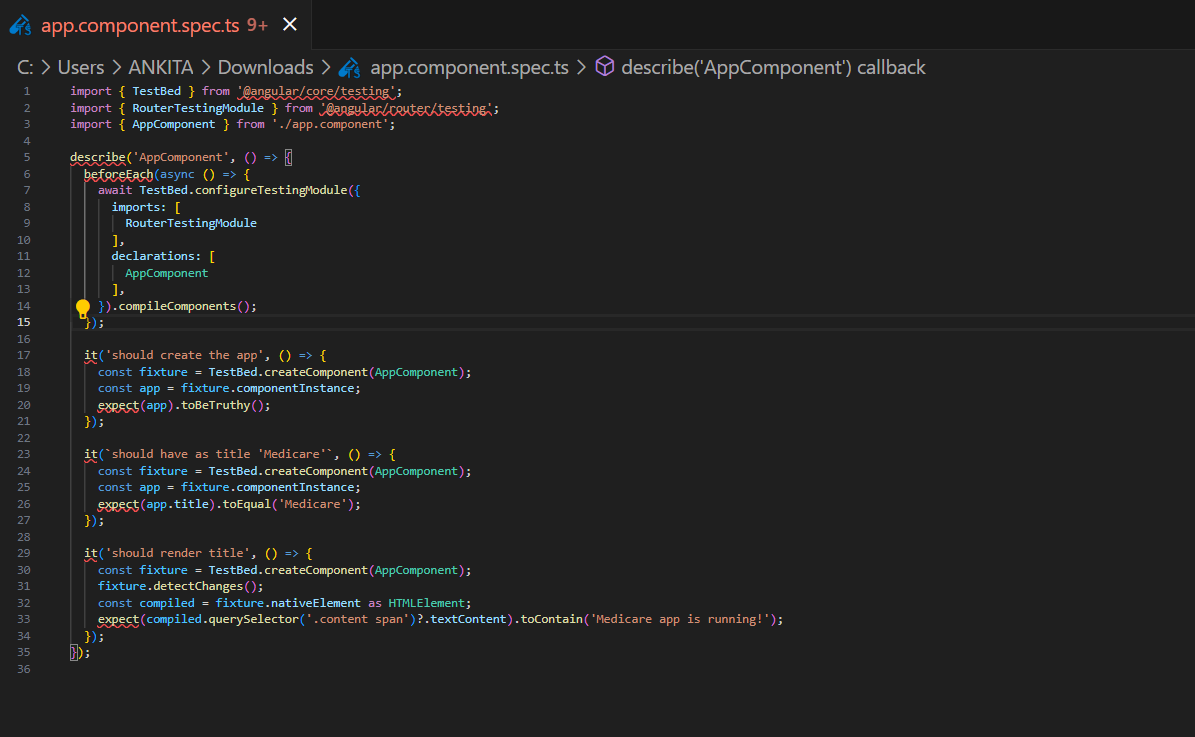 app.component.spec.ts 9+
C: > Users > ANKITA > Downloads > app.component.spec.ts > describe('AppComponent') callback
1 import { TestBed } from '@angular/core/testing';
2 import { RouterTestingModule } from '@angular/router/testing';
3 import { AppComponent } from './app.component';
4
5 describe('AppComponent', () => {
6   beforeEach(async () => {
7     await TestBed.configureTestingModule({
8       imports: [
9         RouterTestingModule
10       ],
11       declarations: [
12         AppComponent
13       ],
14     }).compileComponents();
15   });
16
17   it('should create the app', () => {
18     const fixture = TestBed.createComponent(AppComponent);
19     const app = fixture.componentInstance;
20     expect(app).toBeTruthy();
21   });
22
23   it(`should have as title 'Medicare'`, () => {
24     const fixture = TestBed.createComponent(AppComponent);
25     const app = fixture.componentInstance;
26     expect(app.title).toEqual('Medicare');
27   });
28
29   it('should render title', () => {
30     const fixture = TestBed.createComponent(AppComponent);
31     fixture.detectChanges();
32     const compiled = fixture.nativeElement as HTMLElement;
33     expect(compiled.querySelector('.content span')?.textContent).toContain('Medicare app is running!');
34   });
35 });
36